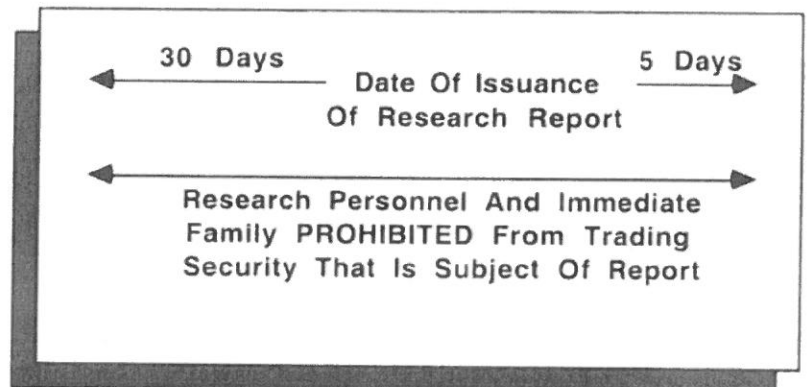 30 Days
5 Days
Date Of Issuance
Of Research Report
Research Personnel And Immediate
Family PROHIBITED From Trading
Security That Is Subject Of Report